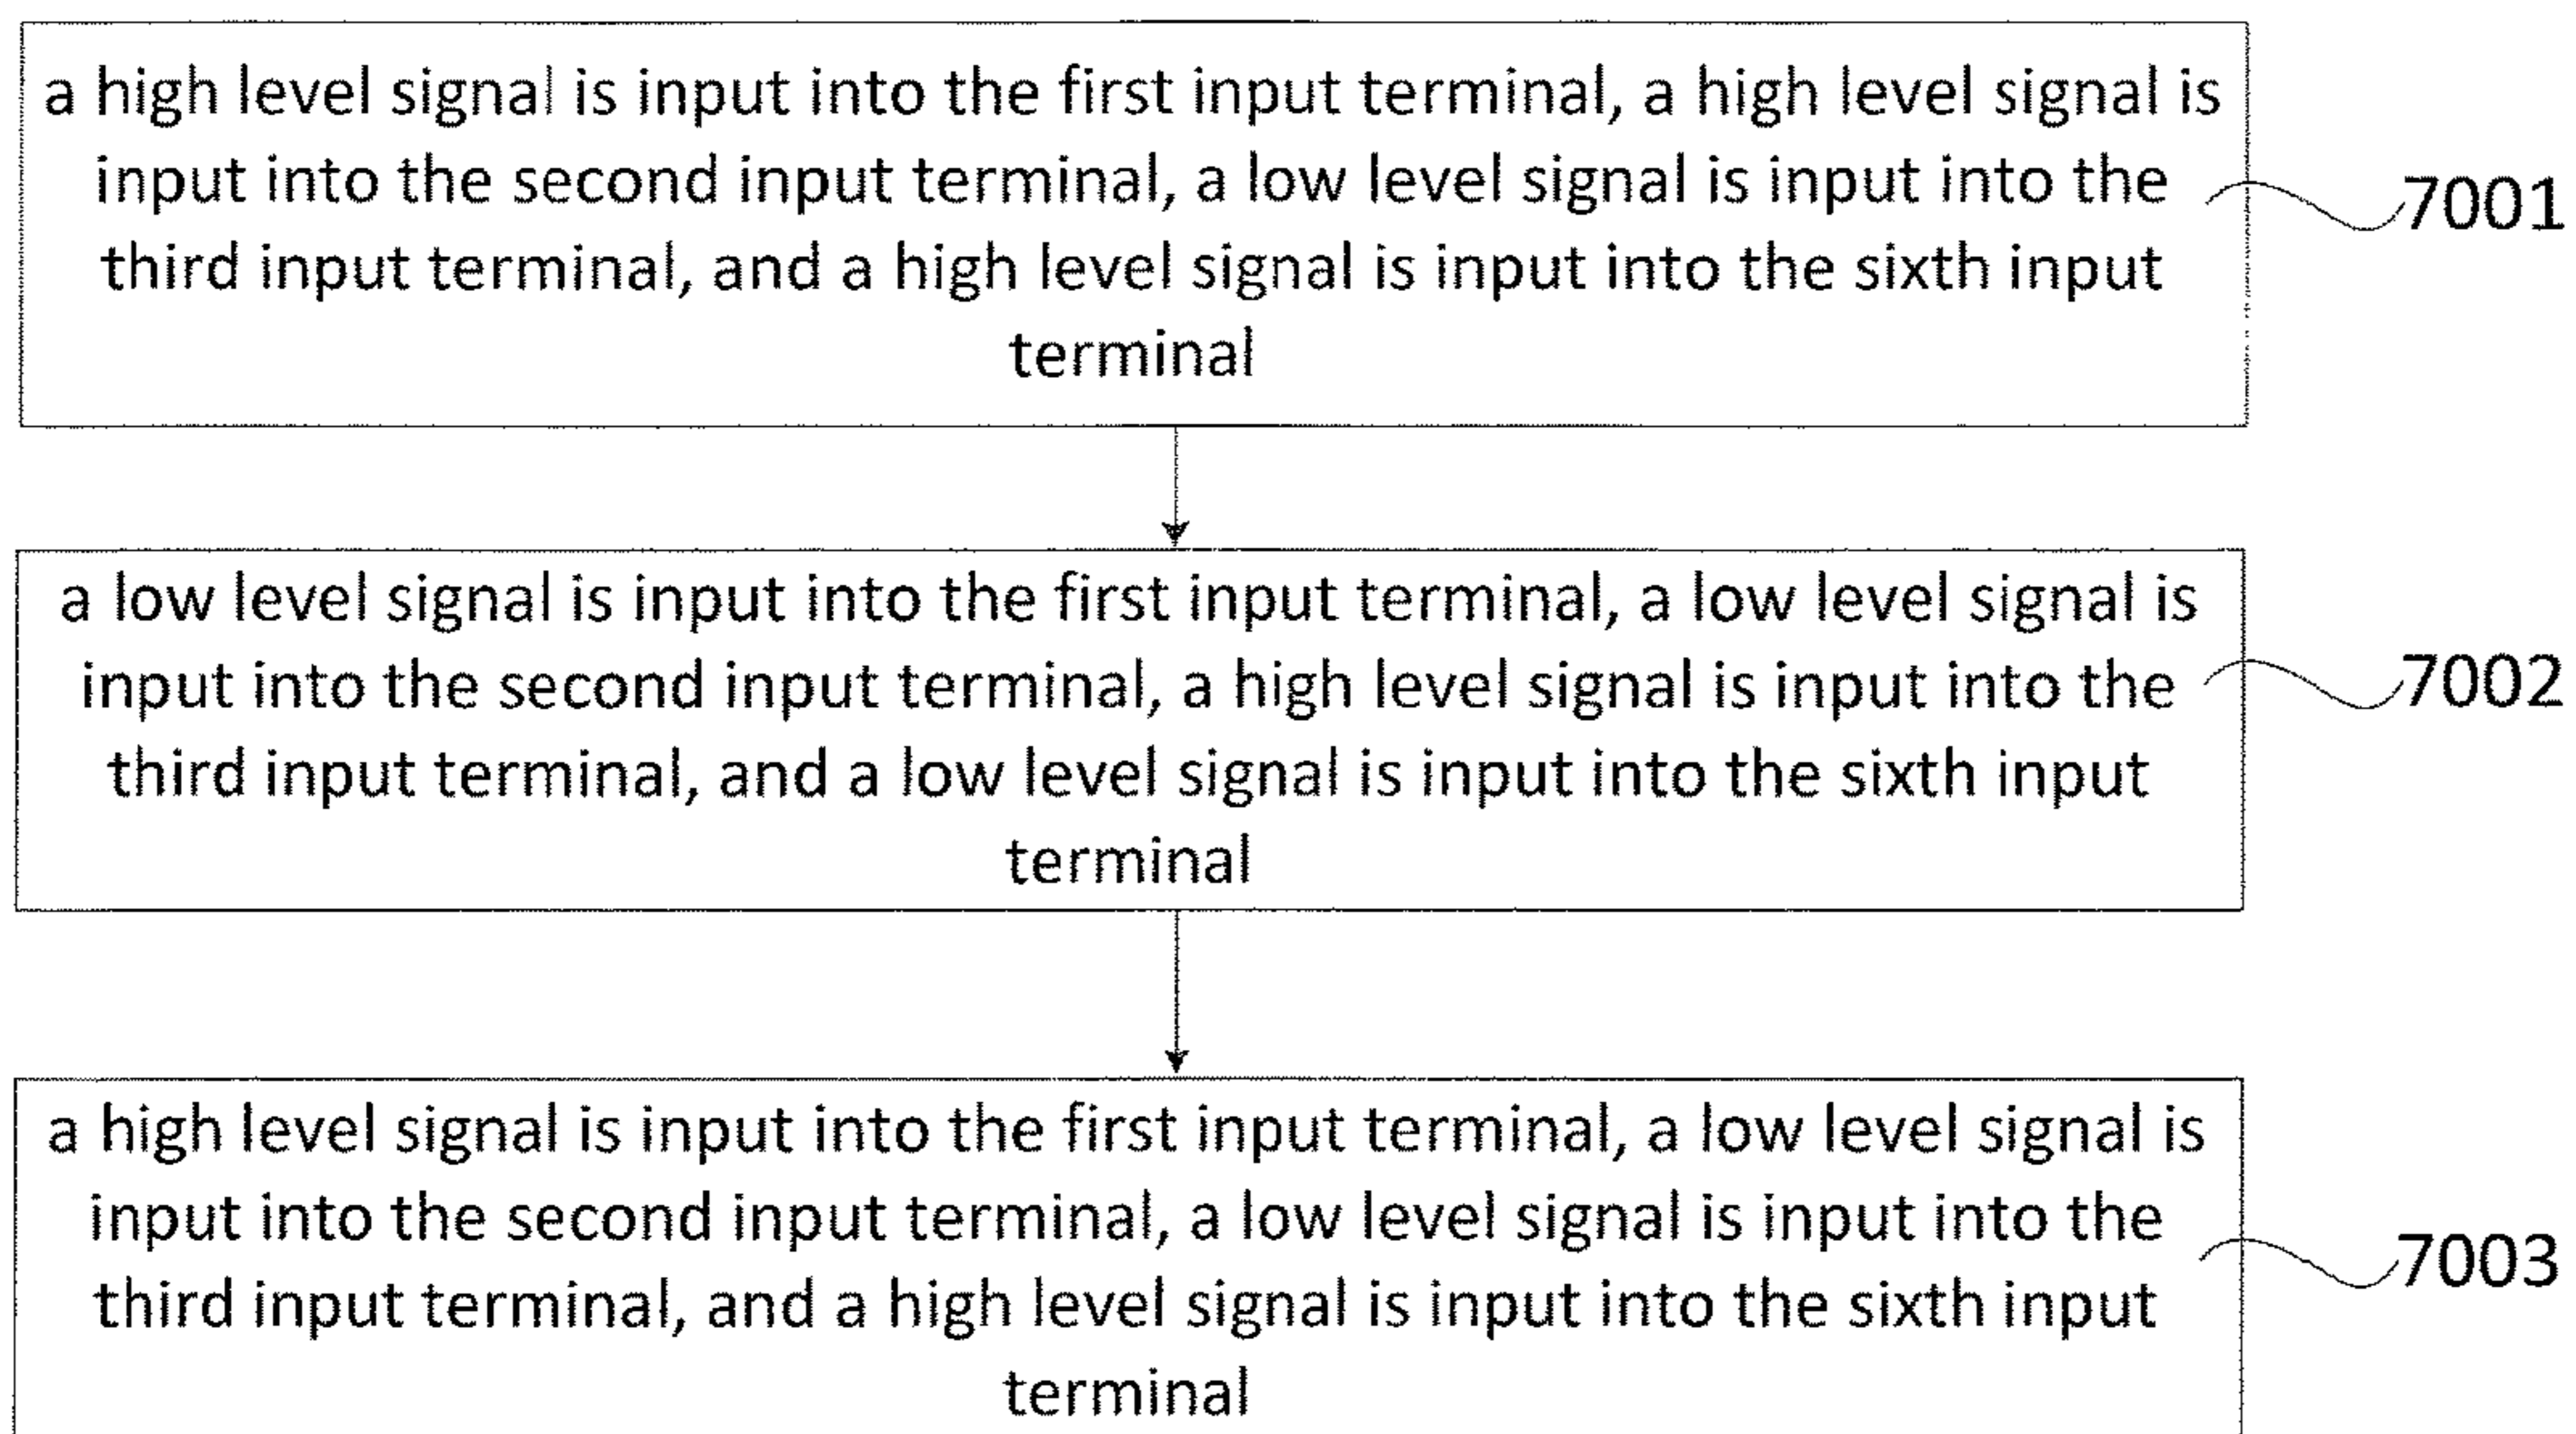 a high level signal is input into the first input terminal, a high level signal is
input into the second input terminal, a low level signal is input into the
third input terminal, and a high level signal is input into the sixth input
terminal
7001
a low level signal is input into the first input terminal, a low level signal is
input into the second input terminal, a high level signal is input into the
third input terminal, and a low level signal is input into the sixth input
terminal
7002
a high level signal is input into the first input terminal, a low level signal is
input into the second input terminal, a low level signal is input into the
third input terminal, and a high level signal is input into the sixth input
terminal
7003